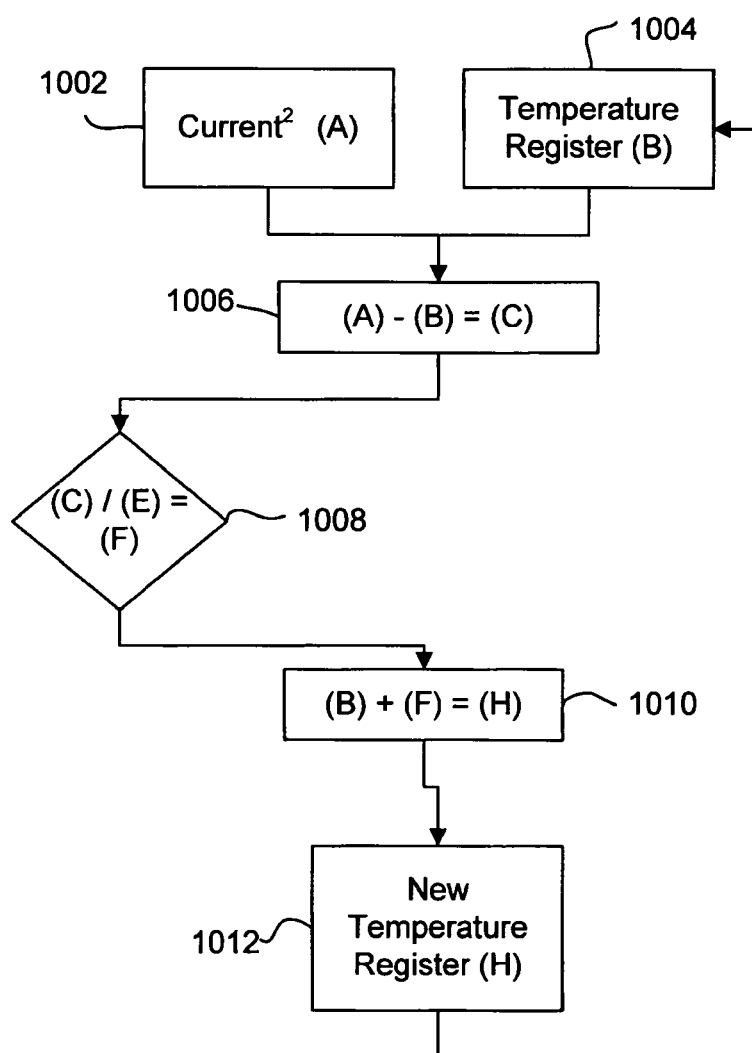 1004
1002
Current² (A)
Temperature
Register (B)
1006
(A) - (B) = (C)
(C) / (E) =
(F)
1008
(B) + (F) = (H)
1010
New
Temperature
Register (H)
1012